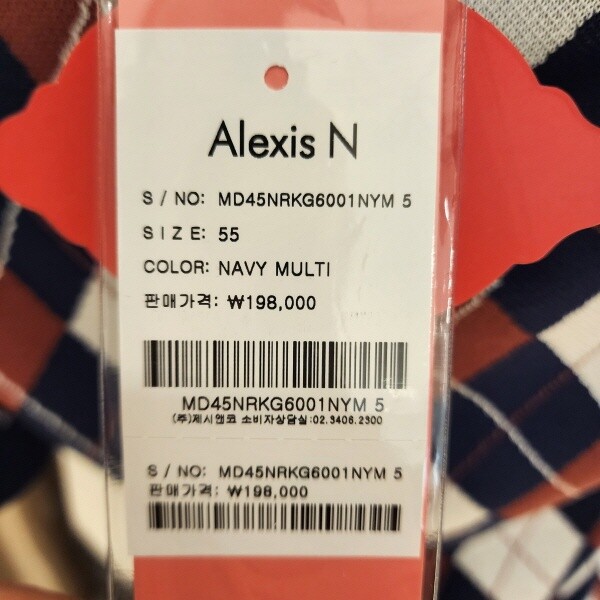 Alexis N
S / NO: MD45NRKG6001NYM 5
SIZE: 55
COLOR: NAVY MULTI
판매가격: ₩198,000
MD45NRKG6001NYM 5
(주)제시앤코 소비자상담실:02.3406.2300
S / NO: MD45NRKG6001NYM 5
판매가격: ₩198,000